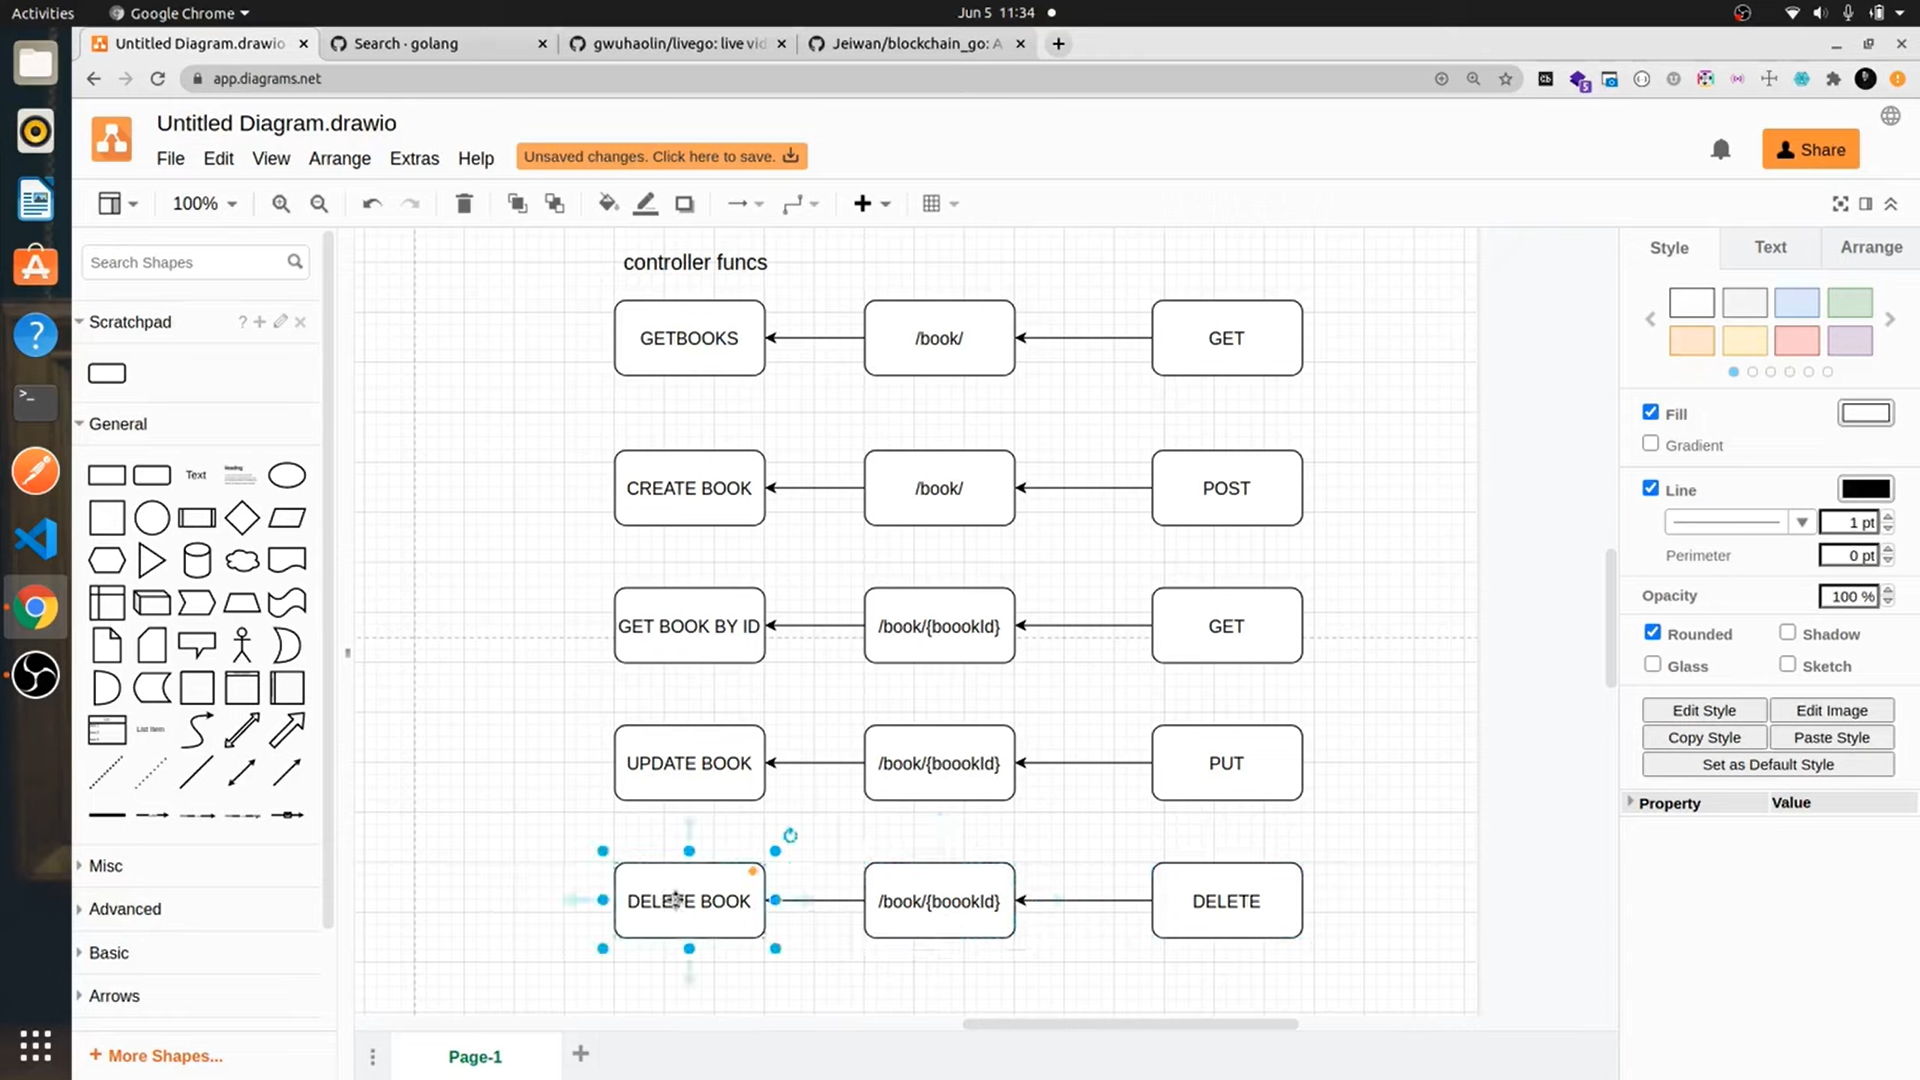 Activities
Google Chrome
Jun 5 11:34
Untitled Diagram.drawio
Search · golang
gwuhaolin/livego: live vid
Jeiwan/blockchain_go: A
app.diagrams.net
Untitled Diagram.drawio
File Edit View Arrange Extras Help
Unsaved changes. Click here to save.
Share
100%
Search Shapes
Scratchpad
?
General
Text
Heading
List Item
Misc
Advanced
Basic
Arrows
+ More Shapes...
controller funcs
GETBOOKS
/book/
GET
CREATE BOOK
/book/
POST
GET BOOK BY ID
/book/{boookId}
GET
UPDATE BOOK
/book/{boookId}
PUT
DELETE BOOK
/book/{boookId}
DELETE
Page-1
Style
Text
Arrange
Fill
Gradient
Line
1 pt
Perimeter
0 pt
Opacity
100 %
Rounded
Shadow
Glass
Sketch
Edit Style
Edit Image
Copy Style
Paste Style
Set as Default Style
Property
Value